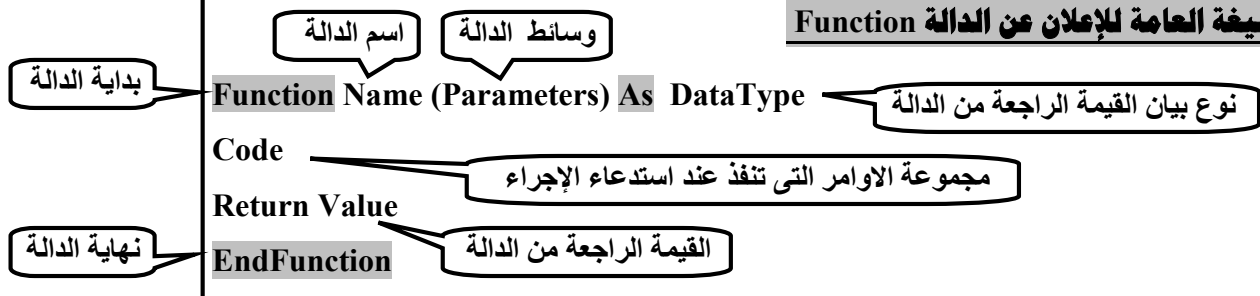 يغة العامة للإعلان عن الدالة Function
اسم الدالة
وسائط الدالة
بداية الدالة
Function Name (Parameters) As DataType
نوع بيان القيمة الراجعة من الدالة
Code
مجموعة الاوامر التى تنفذ عند استدعاء الإجراء
Return Value
نهاية الدالة
EndFunction
القيمة الراجعة من الدالة